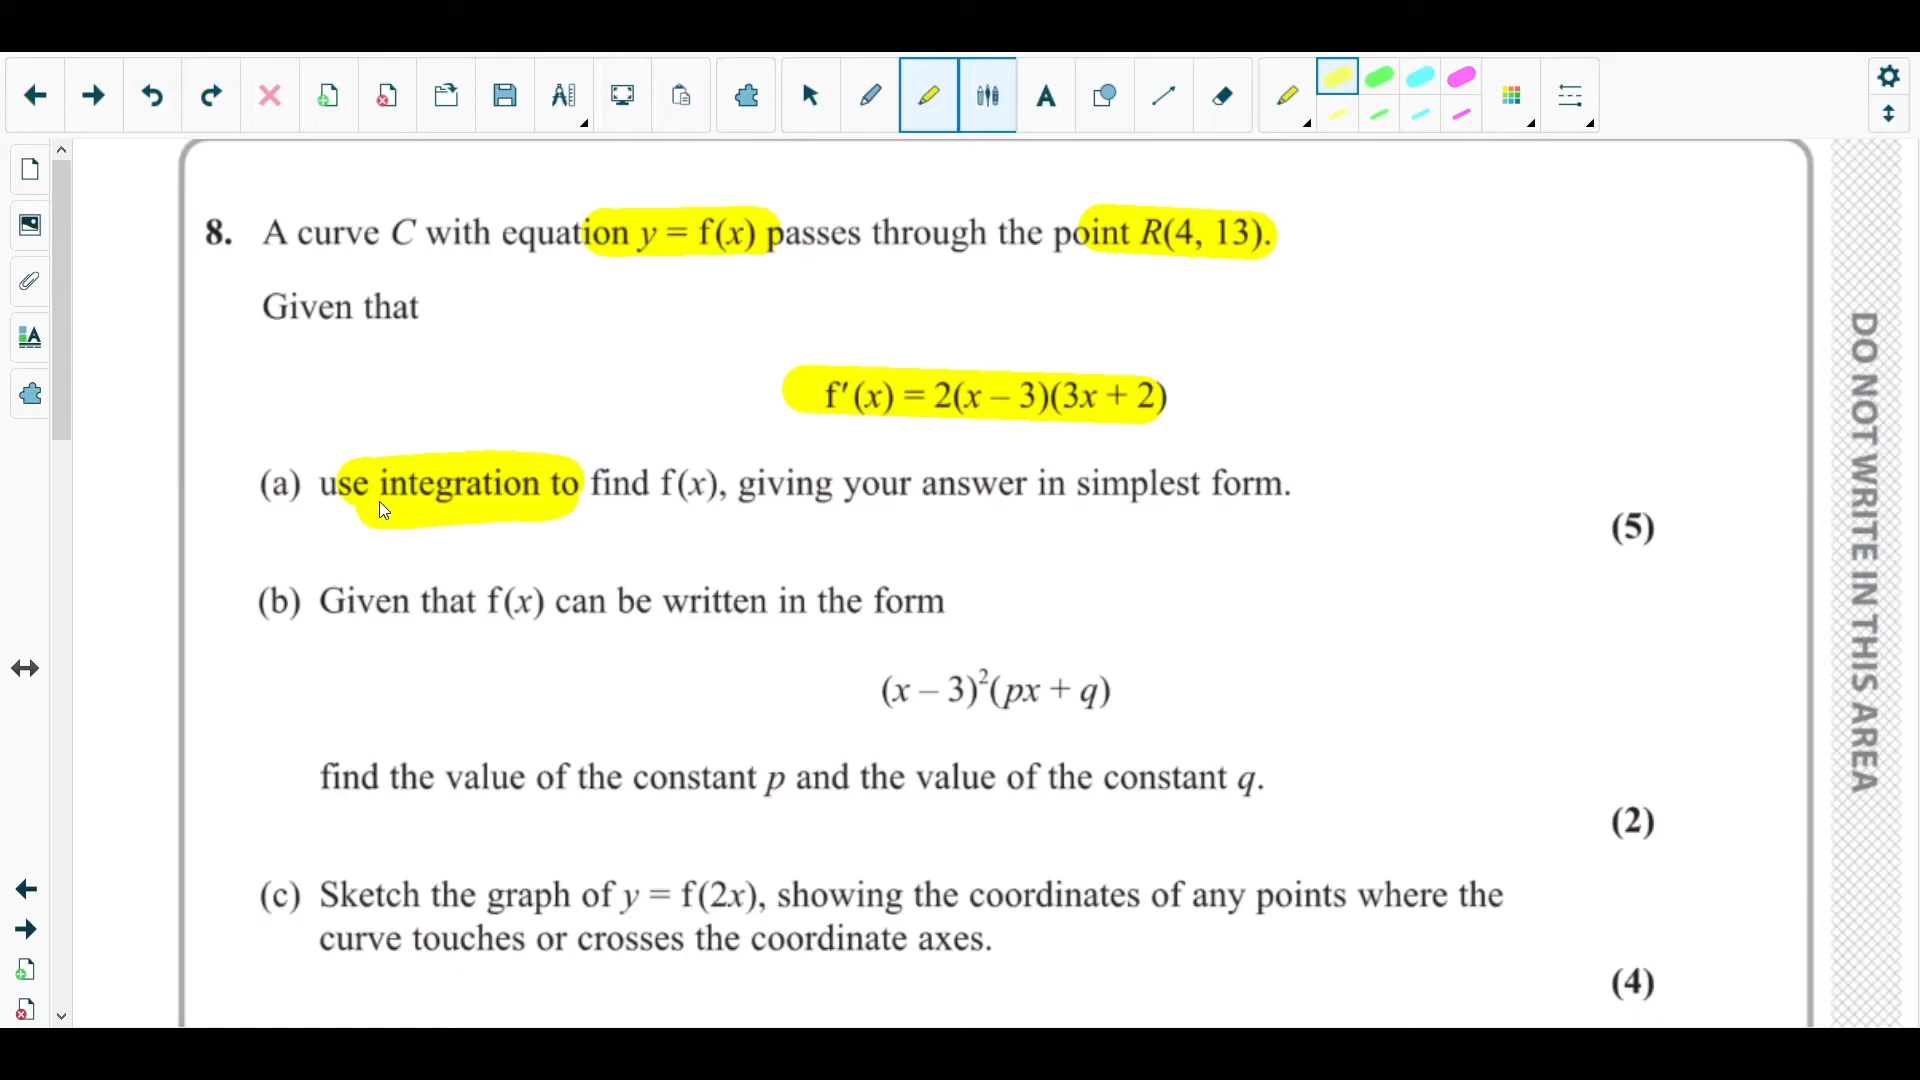 8. A curve C with equation y = f(x) passes through the point R(4, 13).
Given that
f′(x) = 2(x – 3)(3x + 2)
(a) use integration to find f(x), giving your answer in simplest form.
(5)
(b) Given that f(x) can be written in the form
(x – 3)²(px + q)
find the value of the constant p and the value of the constant q.
(2)
(c) Sketch the graph of y = f(2x), showing the coordinates of any points where the
curve touches or crosses the coordinate axes.
(4)
DO NOT WRITE IN THIS AREA